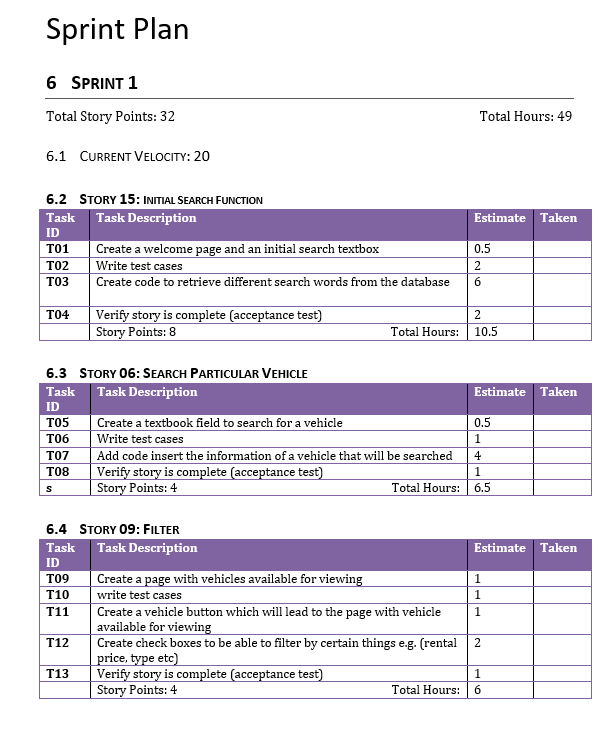 Sprint Plan
6 SPRINT 1
Total Story Points: 32 Total Hours: 49
6.1 CURRENT VELOCITY: 20
6.2 STORY 15: INITIAL SEARCH FUNCTION
Task ID Task Description Estimate Taken
T01 Create a welcome page and an initial search textbox 0.5
T02 Write test cases 2
T03 Create code to retrieve different search words from the database 6
T04 Verify story is complete (acceptance test) 2
Story Points: 8 Total Hours: 10.5
6.3 STORY 06: SEARCH PARTICULAR VEHICLE
Task ID Task Description Estimate Taken
T05 Create a textbook field to search for a vehicle 0.5
T06 Write test cases 1
T07 Add code insert the information of a vehicle that will be searched 4
T08 Verify story is complete (acceptance test) 1
s Story Points: 4 Total Hours: 6.5
6.4 STORY 09: FILTER
Task ID Task Description Estimate Taken
T09 Create a page with vehicles available for viewing 1
T10 write test cases 1
T11 Create a vehicle button which will lead to the page with vehicle 1
available for viewing
T12 Create check boxes to be able to filter by certain things e.g. (rental 2
price, type etc)
T13 Verify story is complete (acceptance test) 1
Story Points: 4 Total Hours: 6